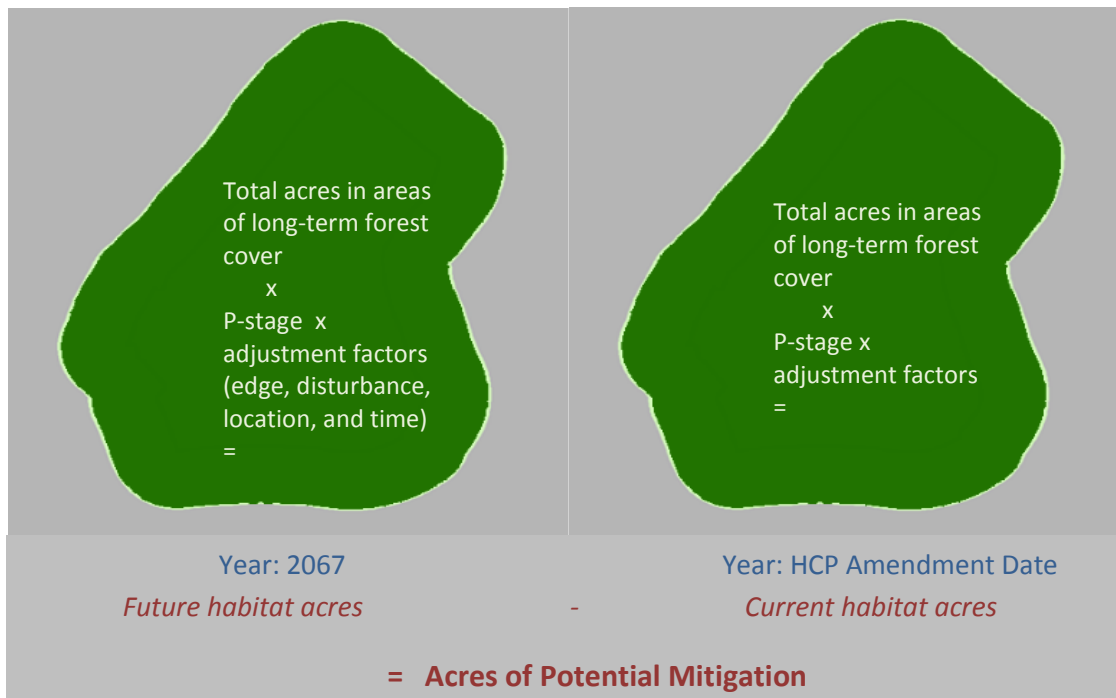 Total acres in areas
of long-term forest
cover
x
P-stage x
adjustment factors
(edge, disturbance,
location, and time)
=
Total acres in areas
of long-term forest
cover
x
P-stage x
adjustment factors
=
Year: 2067
Year: HCP Amendment Date
Future habitat acres - Current habitat acres
= Acres of Potential Mitigation